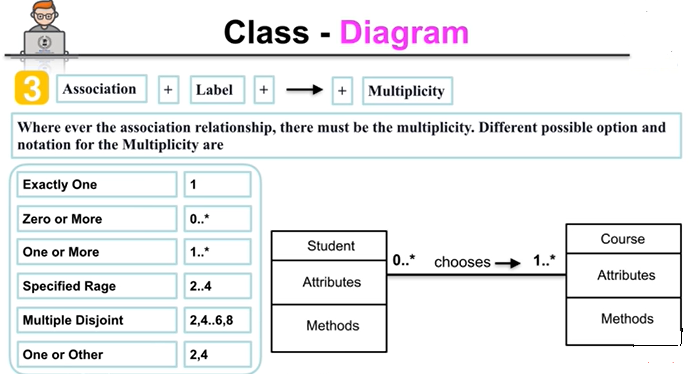 Class - Diagram
3 Association + Label + + Multiplicity
Where ever the association relationship, there must be the multiplicity. Different possible option and
notation for the Multiplicity are
Exactly One 1
Zero or More 0..*
One or More 1..*
Specified Rage 2..4
Multiple Disjoint 2,4..6,8
One or Other 2,4
Student
Attributes
Methods
0..* chooses 1..*
Course
Attributes
Methods